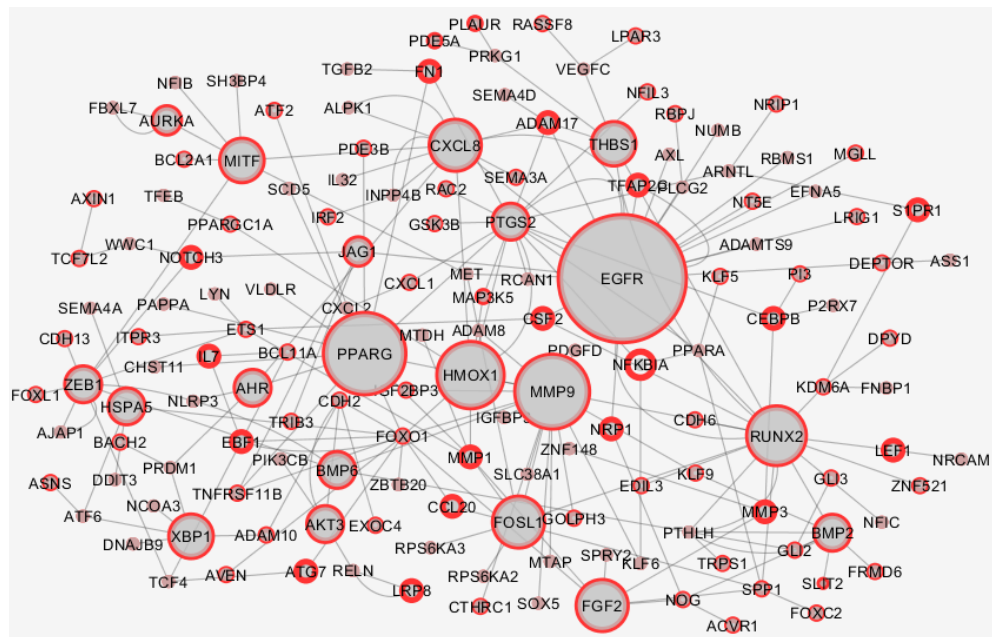 PLAUR
RASSF8
PDE5A
LPAR3
PRKG1
TGFB2
FN1
VEGFC
NFIB
SH3BP4
SEMA4D
NFIL3
FBXL7
ATF2
ALPK1
RBPJ
NRIP1
AURKA
ADAM17
NUMB
THBS1
CXCL8
PDE3B
MITF
BCL2A1
AXL
RBMS1
MGLL
ARNTL
IL32
SEMA3A
SCD5
INPP4B
RAC2
TFAP2C
PLCG2
EFNA5
AXIN1
TFEB
NT5E
S1PR1
IRF2
GSK3B
PTGS2
LRIG1
PPARGC1A
WWC1
ADAMTS9
JAG1
TCF7L2
NOTCH3
DEPTOR
ASS1
MET
RCAN1
EGFR
KLF5
PI3
CXCL1
VLDLR
LYN
MAP3K5
SEMA4A
PAPPA
CXCL2
P2RX7
CSF2
CEBPB
ETS1
ADAM8
CDH13
ITPR3
MTDH
DPYD
IL7
BCL11A
PPARG
PDGFD
PPARA
CHST11
NFKBIA
HMOX1
ZEB1
AHR
KDM6A
FNBP1
MMP9
FOXL1
NLRP3
CDH2
HSPA5
IGFBP5
CDH6
TRIB3
AJAP1
NRP1
FOXO1
RUNX2
BACH2
EBF1
ZNF148
LEF1
NRCAM
PIK3CB
MMP1
PRDM1
BMP6
SLC38A1
KLF9
GLI3
DDIT3
ASNS
ZBTB20
EDIL3
ZNF521
TNFRSF11B
NCOA3
CCL20
MMP3
ATF6
GOLPH3
FOSL1
AKT3
EXOC4
NFIC
PTHLH
BMP2
XBP1
ADAM10
DNAJB9
RPS6KA3
GLI2
SPRY2
MTAP
KLF6
TRPS1
RELN
FRMD6
ATG7
AVEN
RPS6KA2
TCF4
SLIT2
SPP1
LRP8
NOG
CTHRC1
SOX5
FGF2
FOXC2
ACVR1